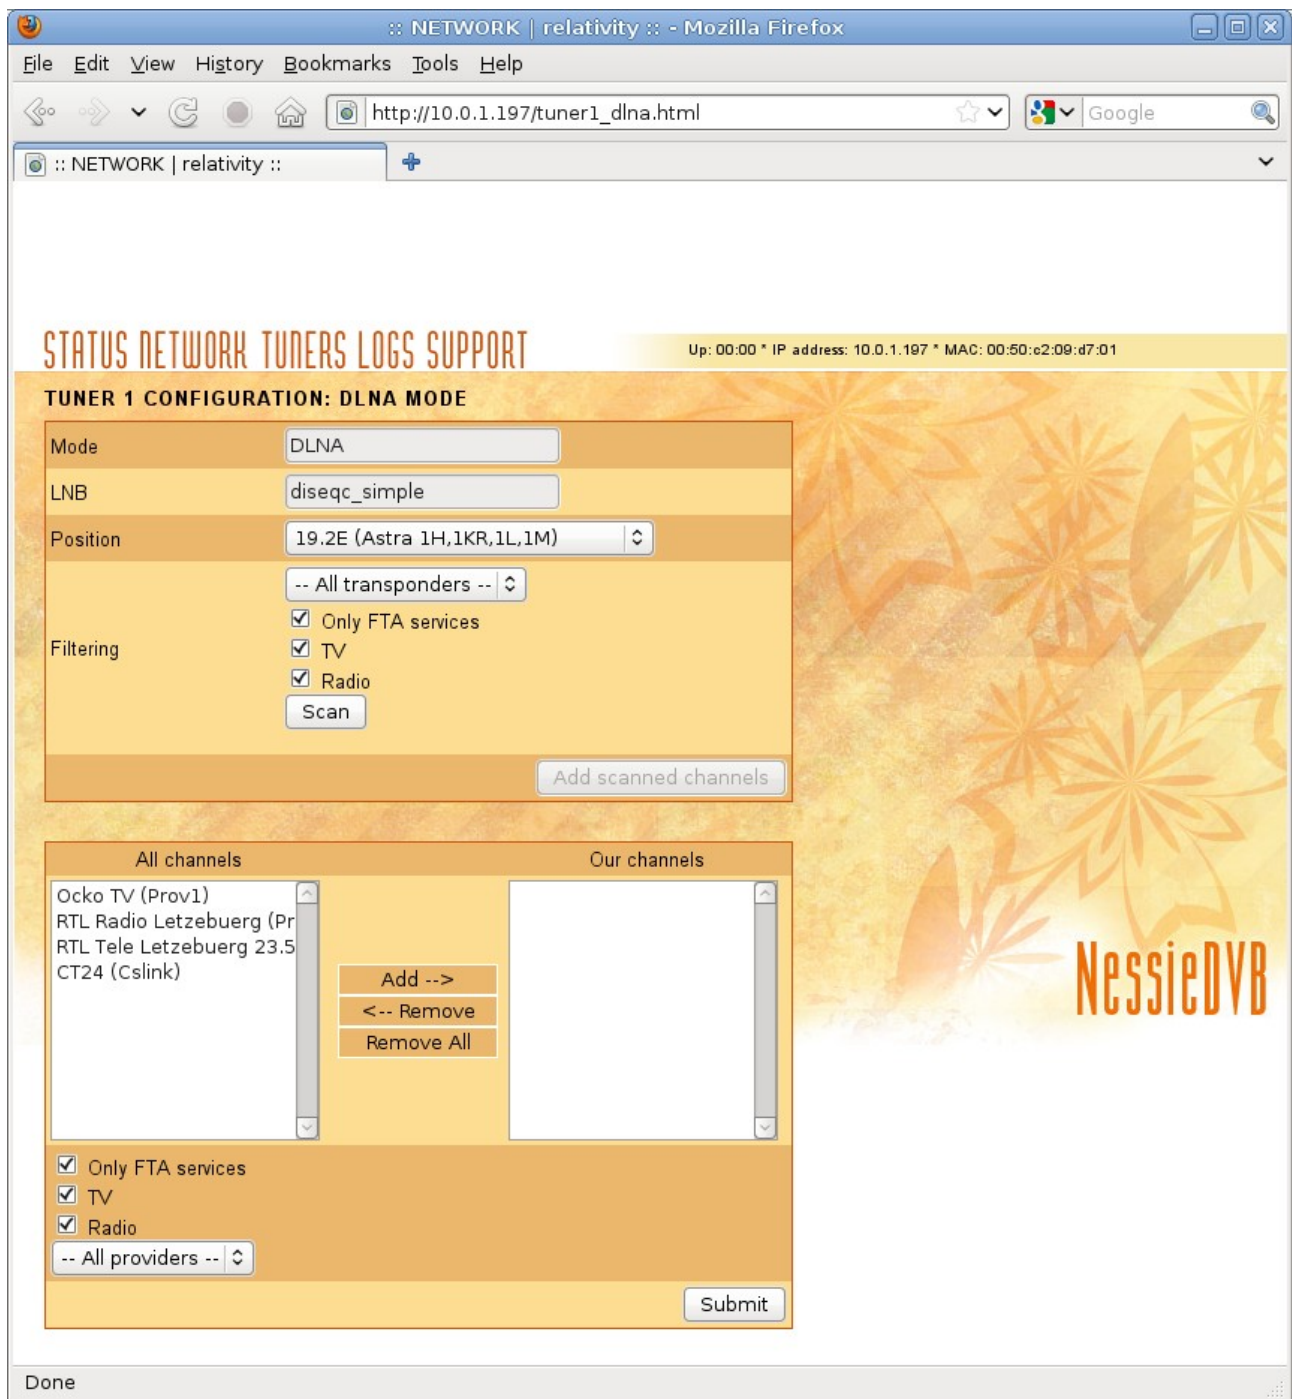 :: NETWORK | relativity :: - Mozilla Firefox
File Edit View History Bookmarks Tools Help
http://10.0.1.197/tuner1_dlna.html
Google
:: NETWORK | relativity ::
STATUS NETWORK TUNERS LOGS SUPPORT
Up: 00:00 * IP address: 10.0.1.197 * MAC: 00:50:c2:09:d7:01
TUNER 1 CONFIGURATION: DLNA MODE
Mode DLNA
LNB diseqc_simple
Position 19.2E (Astra 1H,1KR,1L,1M)
-- All transponders --
Only FTA services
Filtering TV
Radio
Scan
Add scanned channels
All channels Our channels
Ocko TV (Prov1)
RTL Radio Letzebuerg (Pr
RTL Tele Letzebuerg 23.5
CT24 (Cslink)
Add -->
<-- Remove
Remove All
NessieDVB
Only FTA services
TV
Radio
-- All providers --
Submit
Done